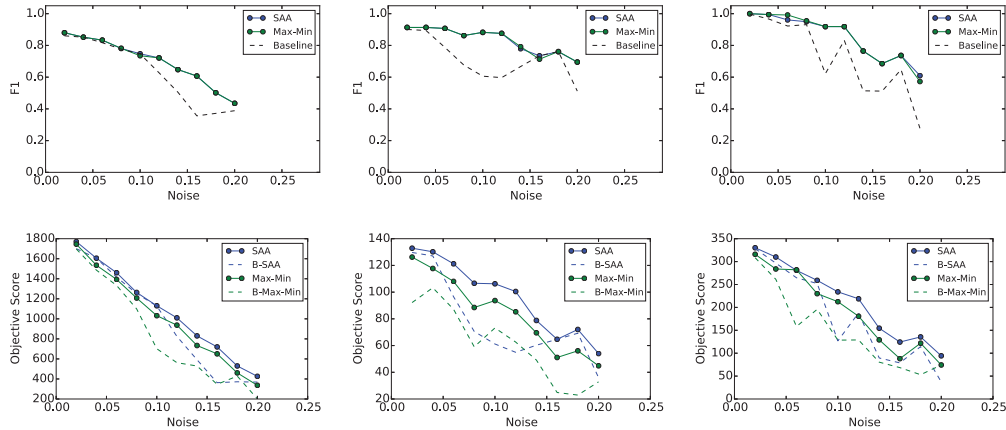 1.0
0.8
0.6
0.4
0.2
0.0
F1
SAA
Max-Min
Baseline
0.00 0.05 0.10 0.15 0.20 0.25
Noise
1.0
0.8
0.6
0.4
0.2
0.0
F1
SAA
Max-Min
Baseline
0.00 0.05 0.10 0.15 0.20 0.25
Noise
1.0
0.8
0.6
0.4
0.2
0.0
F1
SAA
Max-Min
Baseline
0.00 0.05 0.10 0.15 0.20 0.25
Noise
1800
1600
1400
1200
1000
800
600
400
200
Objective Score
SAA
B-SAA
Max-Min
B-Max-Min
0.00 0.05 0.10 0.15 0.20 0.25
Noise
140
120
100
80
60
40
20
Objective Score
SAA
B-SAA
Max-Min
B-Max-Min
0.00 0.05 0.10 0.15 0.20 0.25
Noise
350
300
250
200
150
100
50
0
Objective Score
SAA
B-SAA
Max-Min
B-Max-Min
0.00 0.05 0.10 0.15 0.20 0.25
Noise